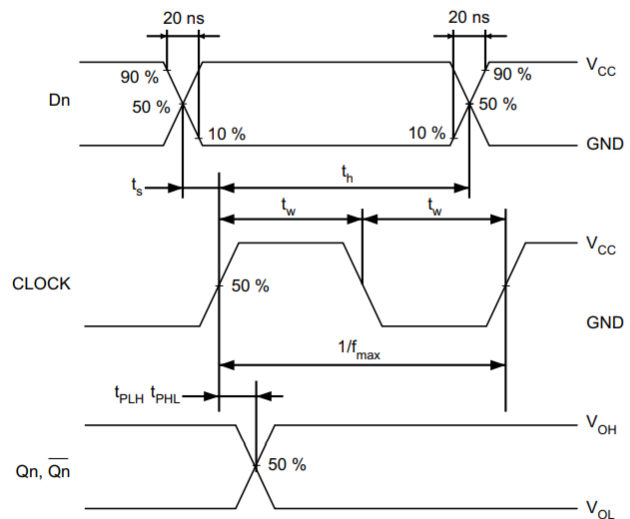 20 ns 20 ns
90 % 90 % VCC
Dn 50 % 50 %
10 % 10 % GND
ts th
tw tw
VCC
CLOCK 50 %
GND
1/fmax
tPLH tPHL
VOH
Qn, Q̅n̅ 50 %
VOL